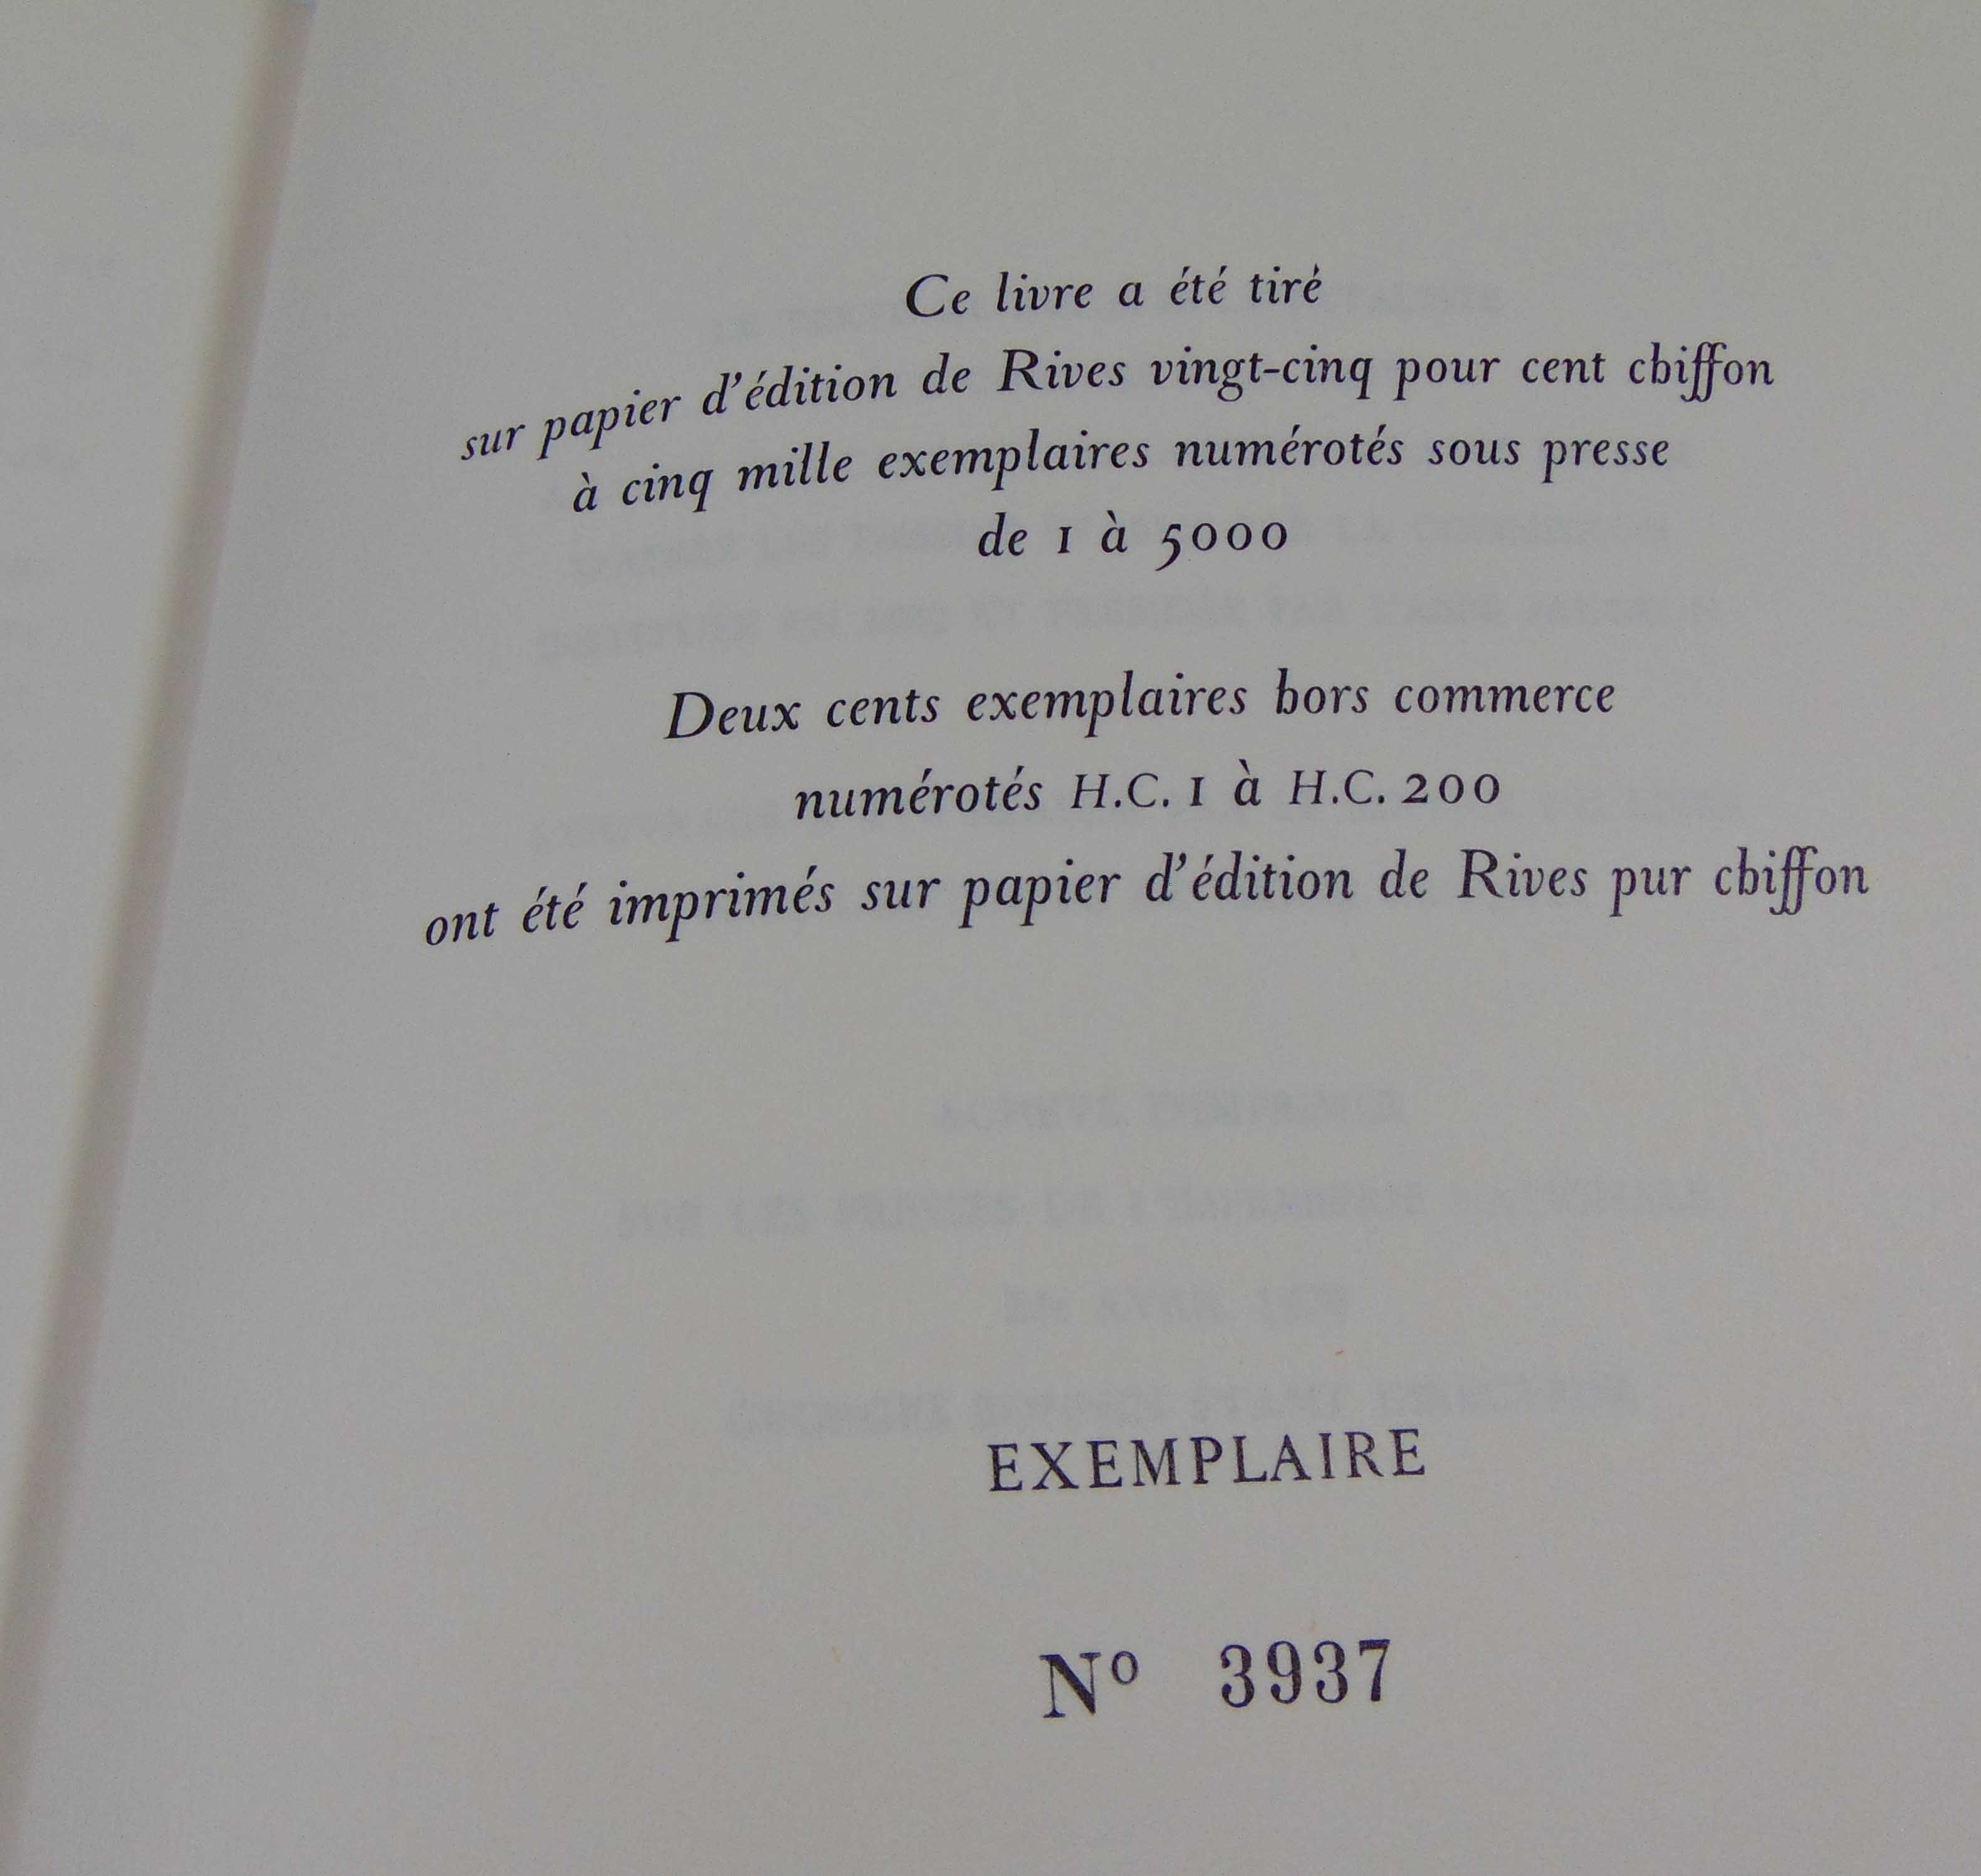 Ce livre a été tiré
sur papier d'édition de Rives vingt-cinq pour cent chiffon
à cinq mille exemplaires numérotés sous presse
de 1 à 5000
Deux cents exemplaires hors commerce
numérotés H.C. 1 à H.C. 200
ont été imprimés sur papier d'édition de Rives pur chiffon
EXEMPLAIRE
Nº 3937